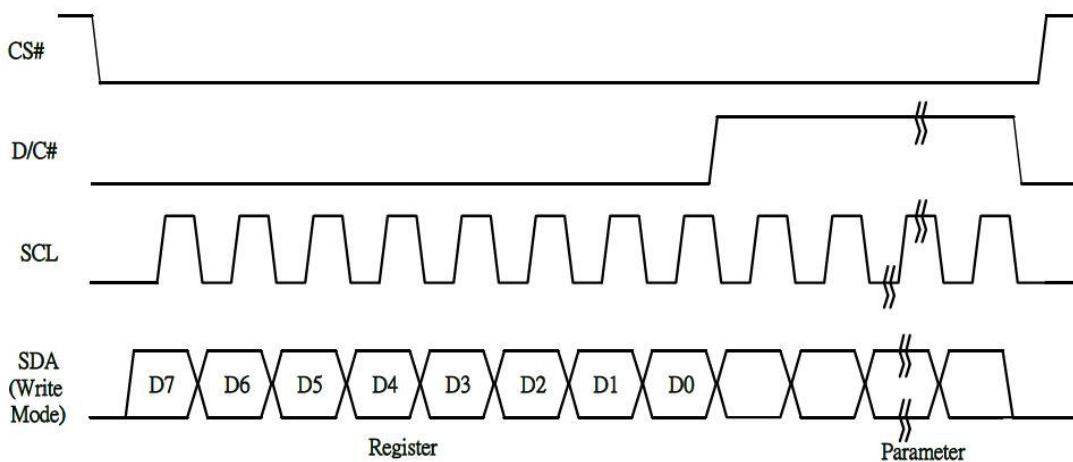 CS#
D/C#
SCL
SDA
(Write
Mode)
D7 D6 D5 D4 D3 D2 D1 D0
Register Parameter